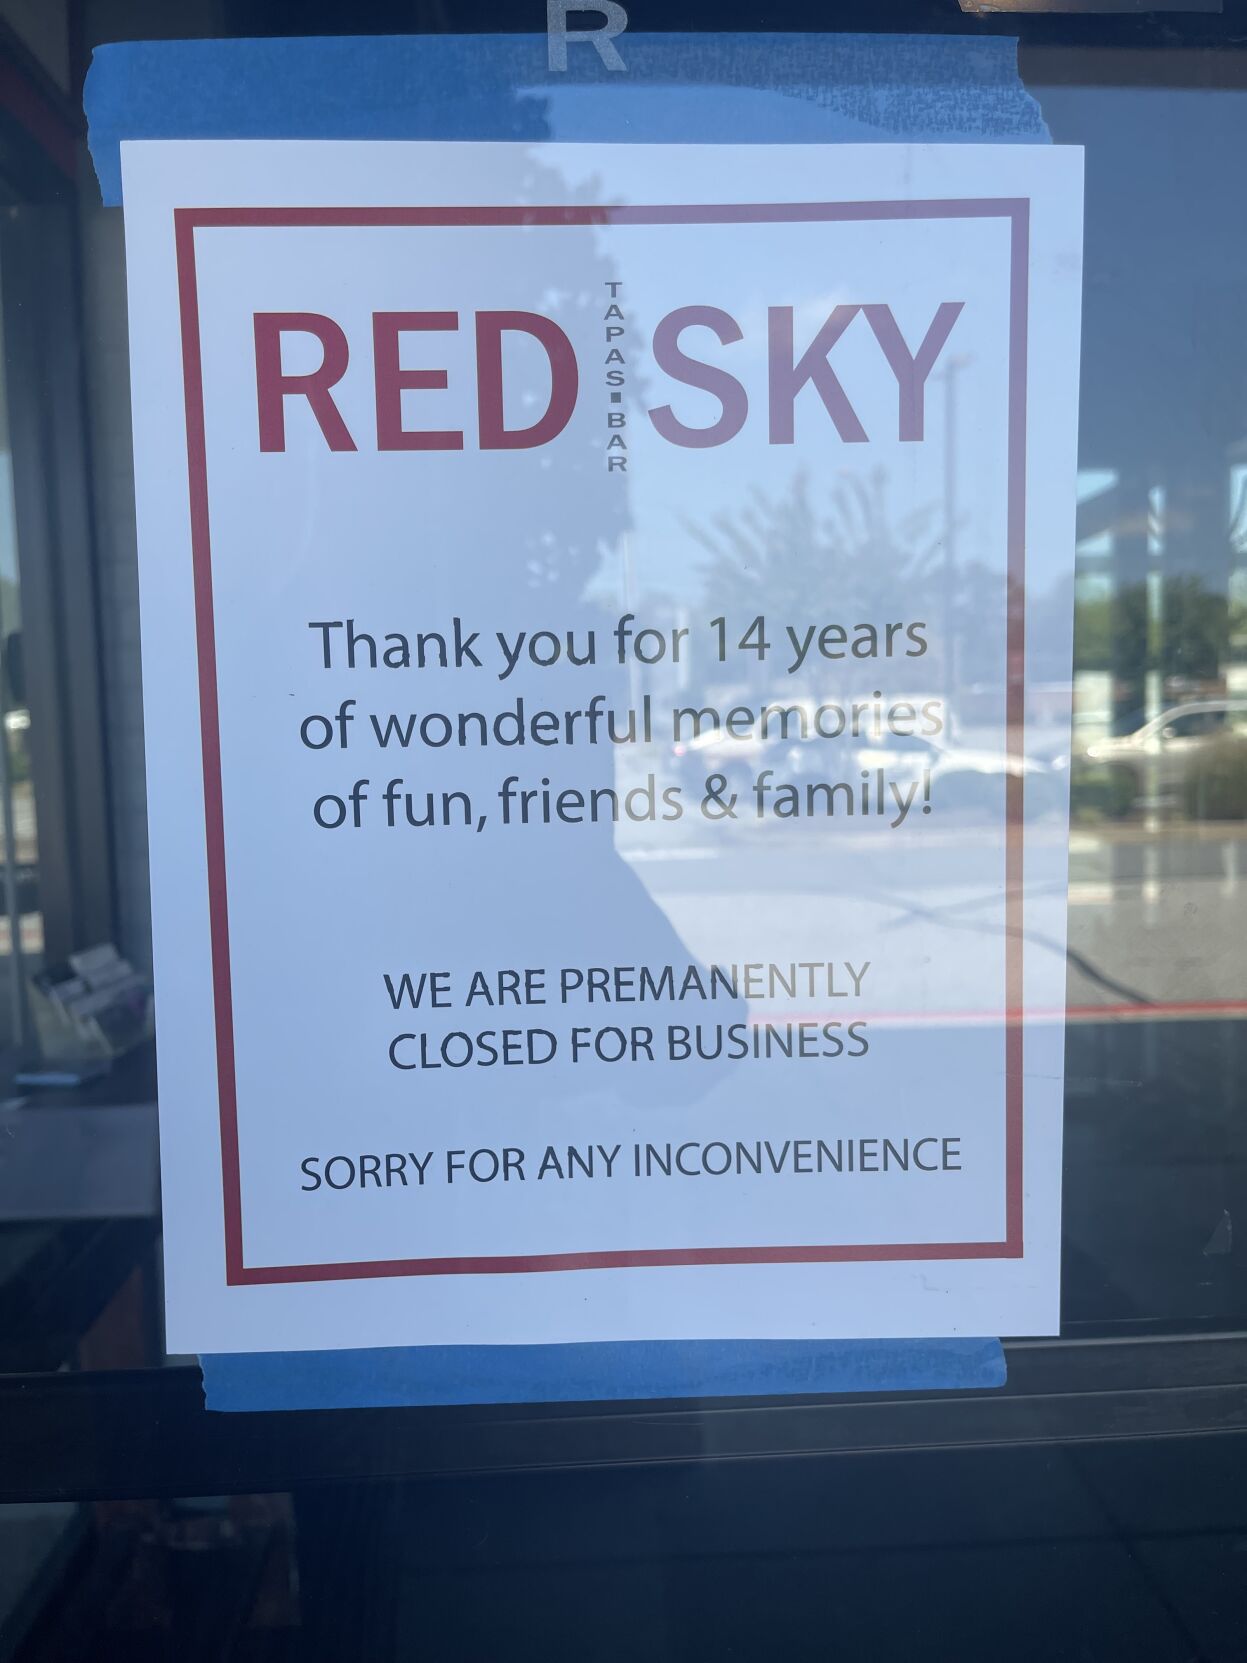 R
RED TAPAS BAR SKY
Thank you for 14 years
of wonderful memories
of fun, friends & family!
WE ARE PREMANENTLY
CLOSED FOR BUSINESS
SORRY FOR ANY INCONVENIENCE